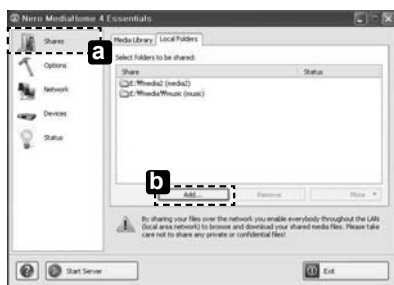 Nero MediaHome 4 Essentials
Shares
a
Options
Network
Devices
Status
Media Library
Local Folders
Select folders to be shared:
Share
Status
E:₩media2 (media2)
E:₩media₩music (music)
b
Add...
Remove
More
By sharing your files over the network you enable everybody throughout the LAN
(local area network) to browse and download your shared media files. Please take
care not to share any private or confidential files!
Start Server
Exit